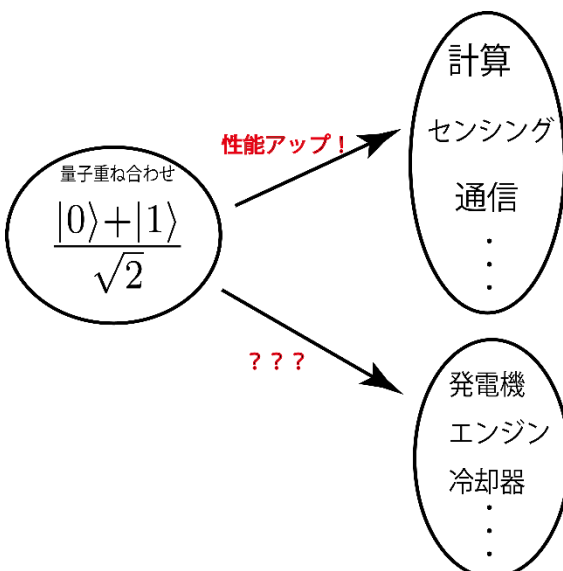 計算
センシング
通信
・
・
・
性能アップ！
量子重ね合わせ
|0⟩+|1⟩
√2
？？？
発電機
エンジン
冷却器
・
・
・